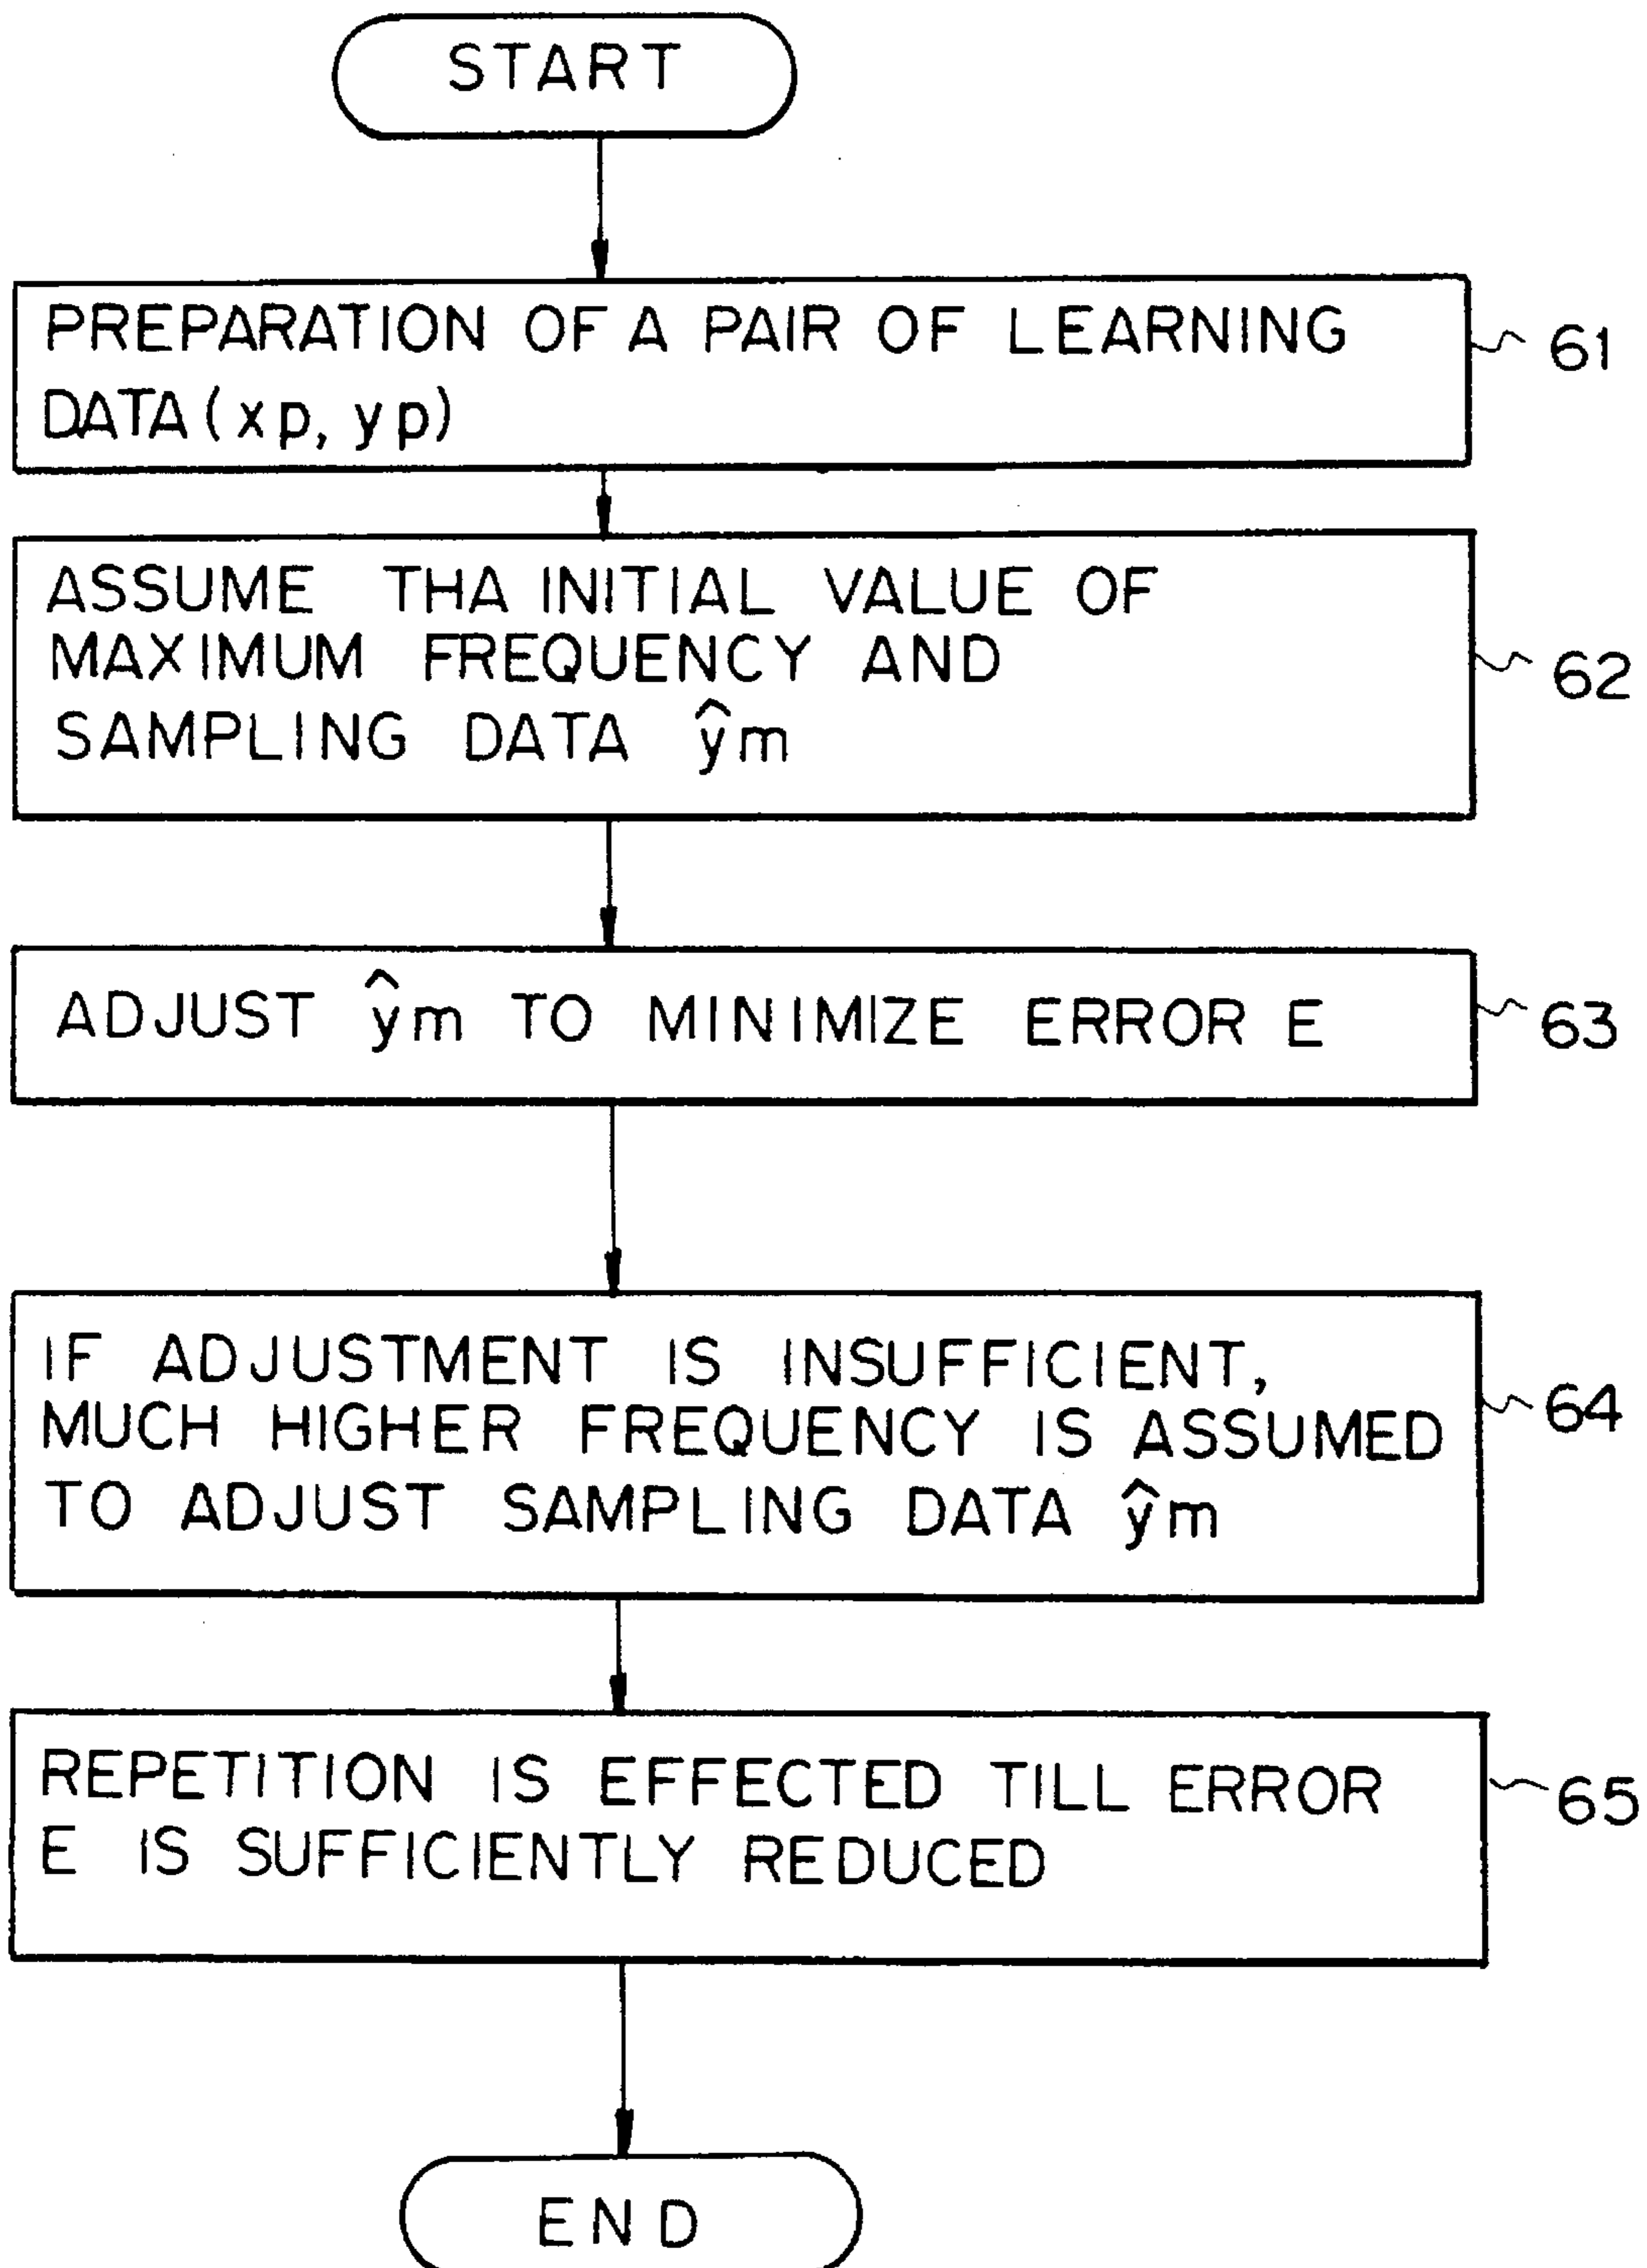 START
PREPARATION OF A PAIR OF LEARNING
DATA(xp, yp)
61
ASSUME THA INITIAL VALUE OF
MAXIMUM FREQUENCY AND
SAMPLING DATA ŷm
62
ADJUST ŷm TO MINIMIZE ERROR E
63
IF ADJUSTMENT IS INSUFFICIENT,
MUCH HIGHER FREQUENCY IS ASSUMED
TO ADJUST SAMPLING DATA ŷm
64
REPETITION IS EFFECTED TILL ERROR
E IS SUFFICIENTLY REDUCED
65
END